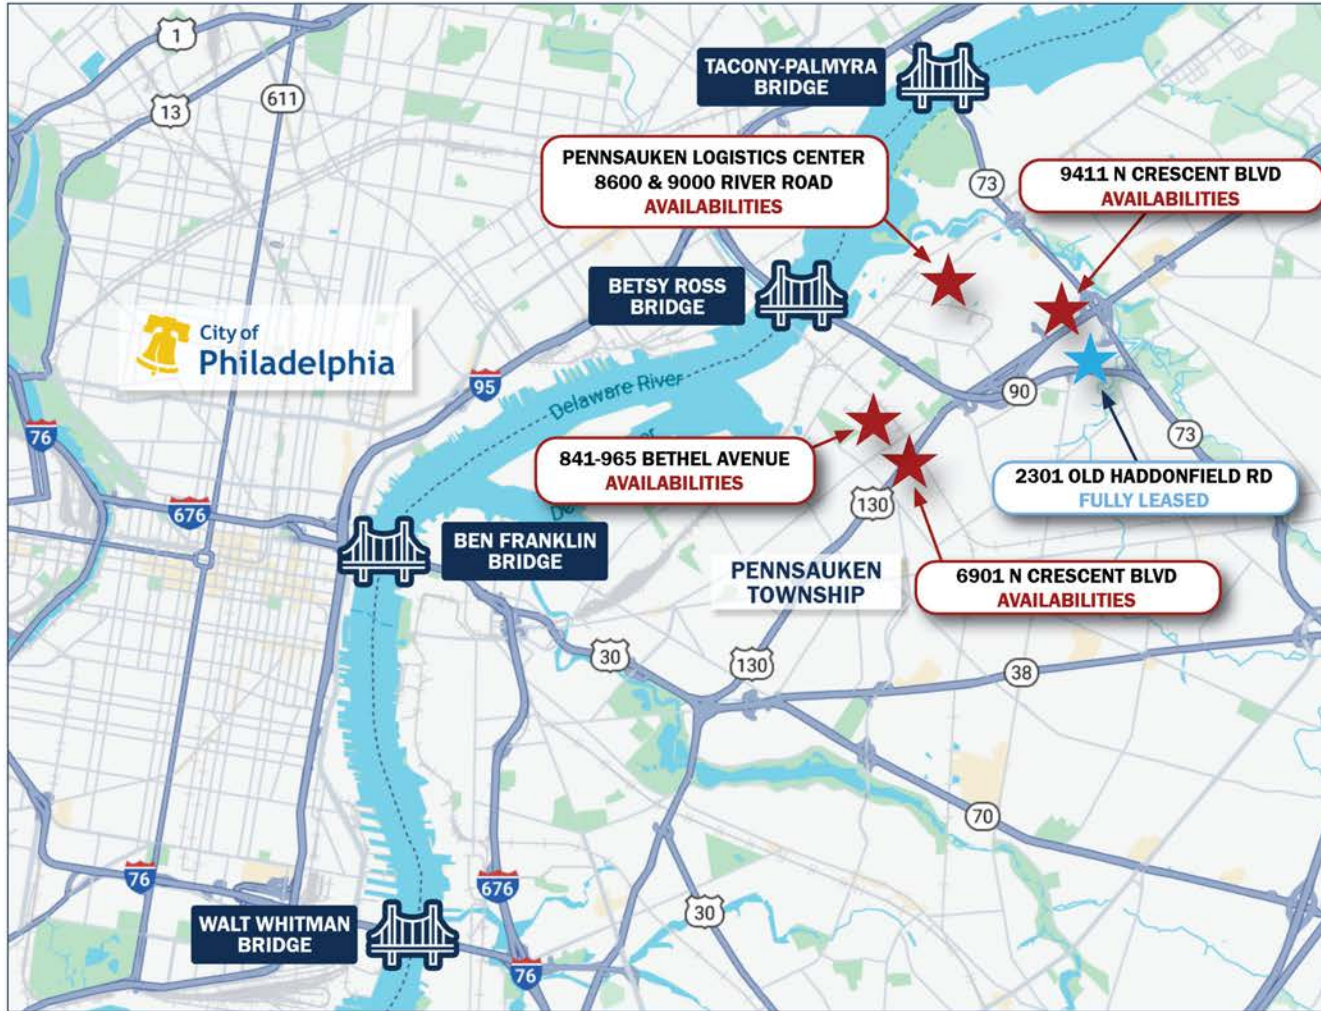 1
13
611
TACONY-PALMYRA
BRIDGE
PENNSAUKEN LOGISTICS CENTER
8600 & 9000 RIVER ROAD
AVAILABILITIES
73
9411 N CRESCENT BLVD
AVAILABILITIES
BETSY ROSS
BRIDGE
City of
Philadelphia
95
Delaware River
90
76
73
841-965 BETHEL AVENUE
AVAILABILITIES
2301 OLD HADDONFIELD RD
FULLY LEASED
676
130
BEN FRANKLIN
BRIDGE
PENNSAUKEN
TOWNSHIP
6901 N CRESCENT BLVD
AVAILABILITIES
30
130
38
70
76
676
30
WALT WHITMAN
BRIDGE
76